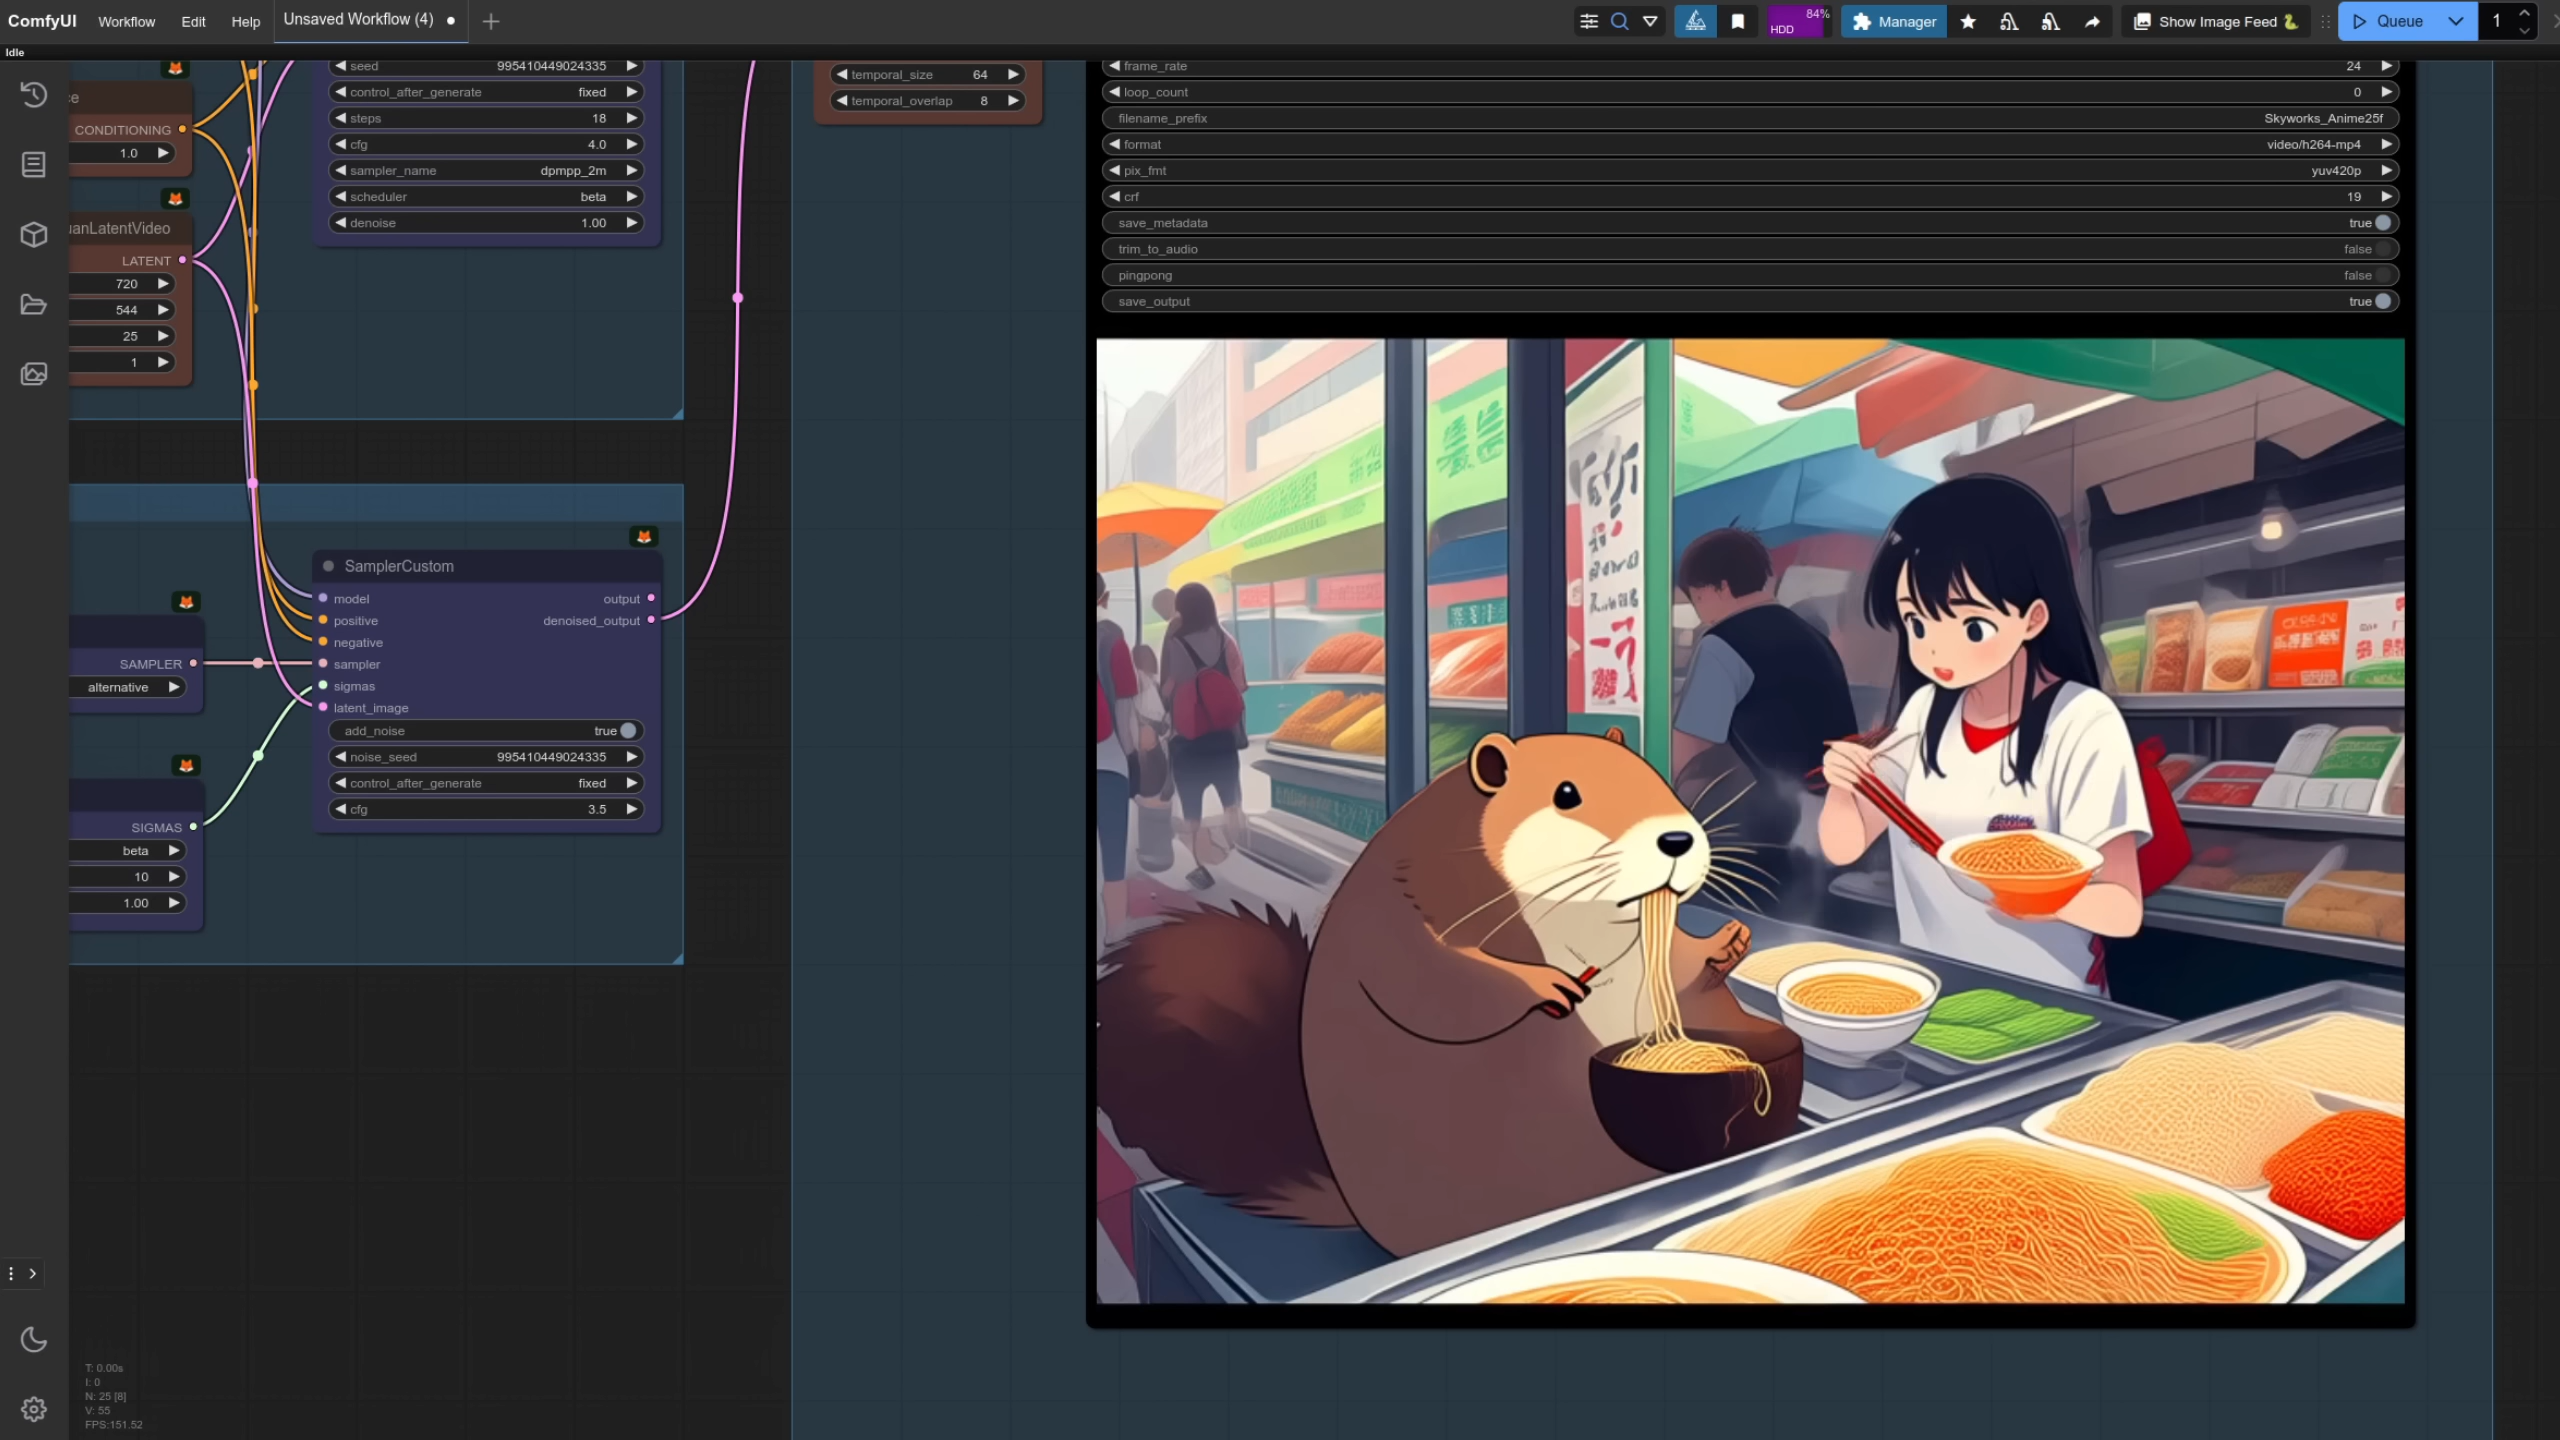 ComfyUI Workflow Edit Help Unsaved Workflow (4)
84%
HDD
Manager
Show Image Feed
Queue
1
Idle
CONDITIONING
1.0
uanLatentVideo
LATENT
720
544
25
1
seed 995410449024335
control_after_generate fixed
steps 18
cfg 4.0
sampler_name dpmpp_2m
scheduler beta
denoise 1.00
temporal_size 64
temporal_overlap 8
frame_rate 24
loop_count 0
filename_prefix Skyworks_Anime25f
format video/h264-mp4
pix_fmt yuv420p
crf 19
save_metadata true
trim_to_audio false
pingpong false
save_output true
SAMPLER
alternative
SIGMAS
beta
10
1.00
SamplerCustom
model output
positive denoised_output
negative
sampler
sigmas
latent_image
add_noise true
noise_seed 995410449024335
control_after_generate fixed
cfg 3.5
T: 0.00s
I: 0
N: 25 [8]
V: 55
FPS:151.52